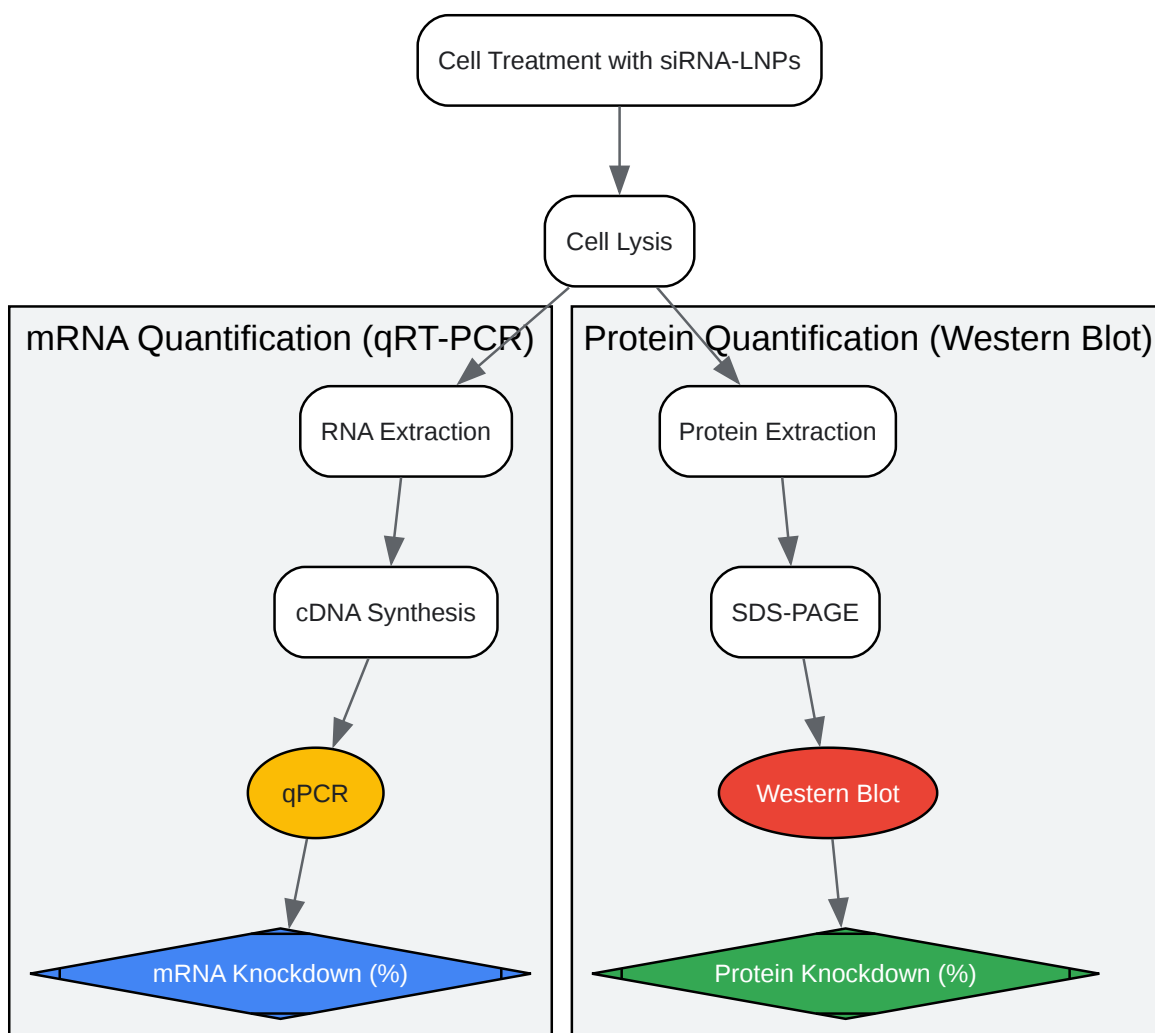 Cell Treatment with siRNA-LNPs
Cell Lysis
mRNA Quantification (qRT-PCR)
Protein Quantification (Western Blot)
RNA Extraction
Protein Extraction
cDNA Synthesis
SDS-PAGE
qPCR
Western Blot
mRNA Knockdown (%)
Protein Knockdown (%)